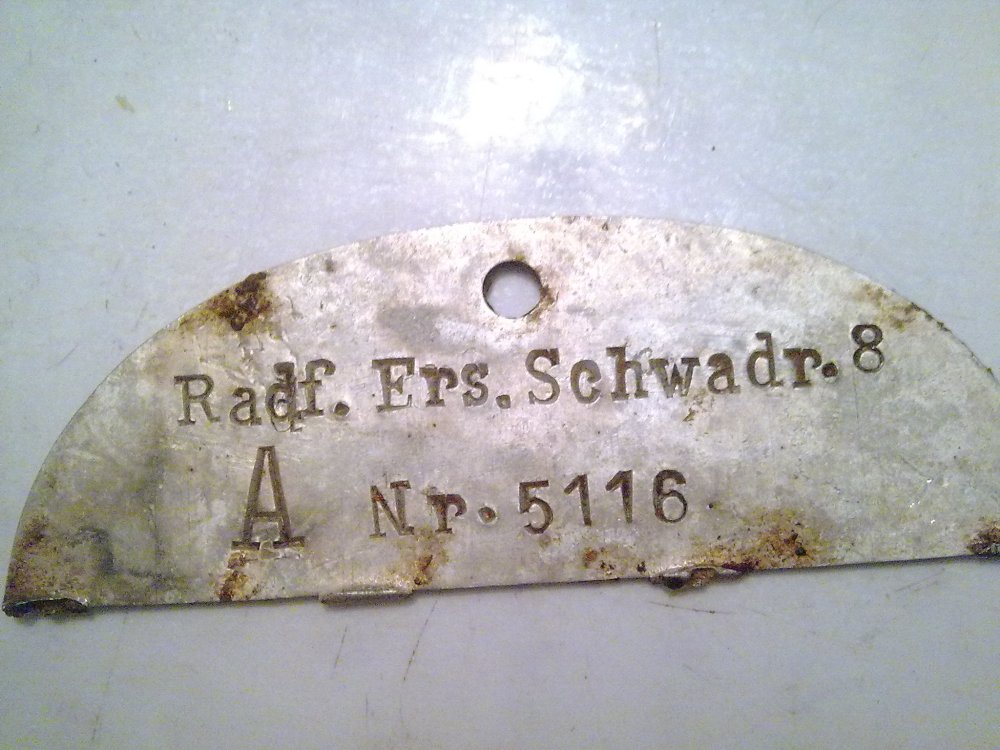 Radf. Ers. Schwadr. 8
A Nr. 5116